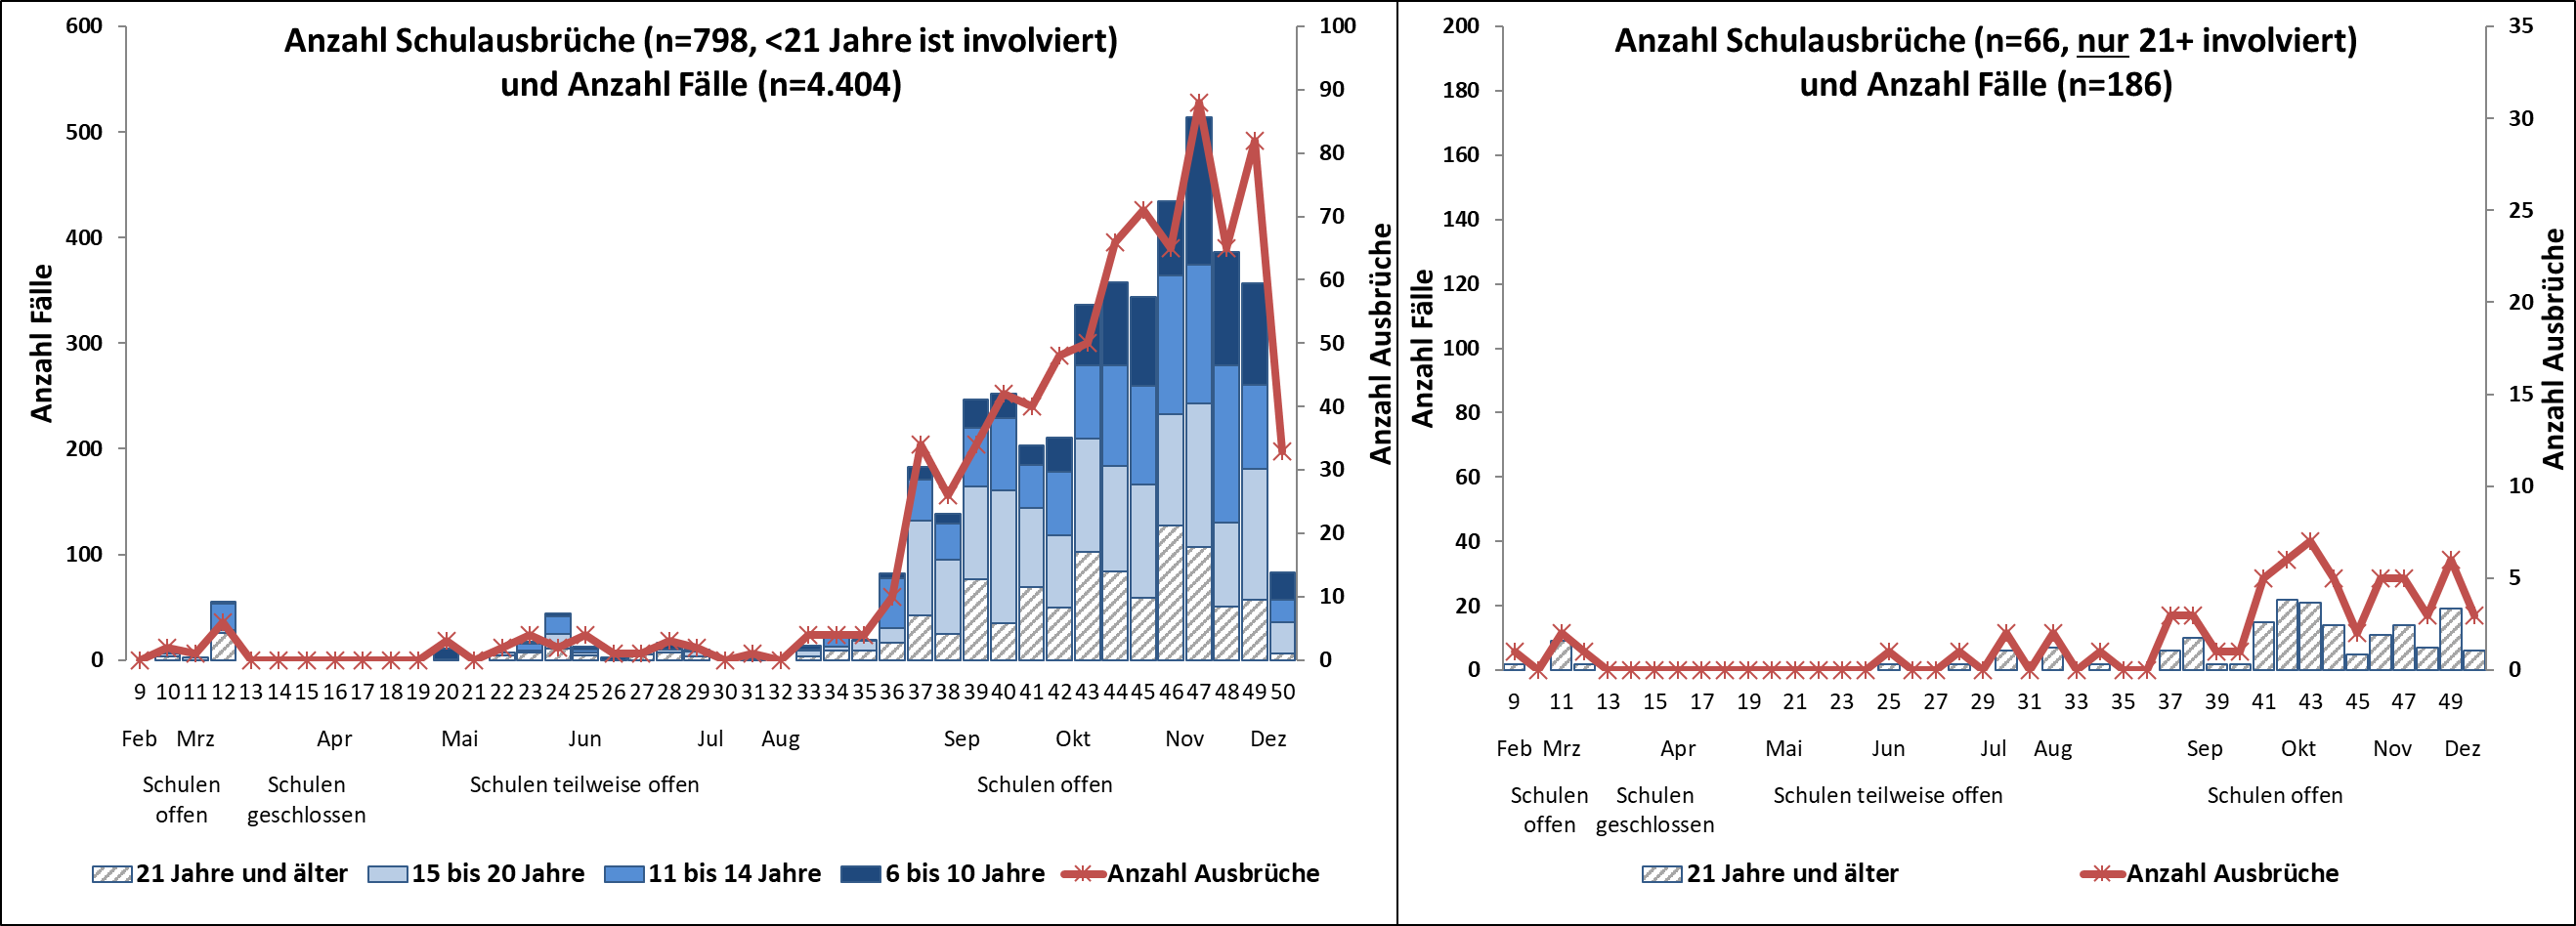 Anzahl Schulausbrüche (n=798, <21 Jahre ist involviert)
und Anzahl Fälle (n=4.404)
Anzahl Fälle
600
500
400
300
200
100
0
100
90
80
70
60
50
40
30
20
10
0
Anzahl Ausbrüche
9 10 11 12 13 14 15 16 17 18 19 20 21 22 23 24 25 26 27 28 29 30 31 32 33 34 35 36 37 38 39 40 41 42 43 44 45 46 47 48 49 50
Feb Mrz Apr Mai Jun Jul Aug Sep Okt Nov Dez
Schulen offen
Schulen geschlossen
Schulen teilweise offen
Schulen offen
21 Jahre und älter 15 bis 20 Jahre 11 bis 14 Jahre 6 bis 10 Jahre Anzahl Ausbrüche
Anzahl Schulausbrüche (n=66, nur 21+ involviert)
und Anzahl Fälle (n=186)
Anzahl Fälle
200
180
160
140
120
100
80
60
40
20
0
35
30
25
20
15
10
5
0
Anzahl Ausbrüche
9 11 13 15 17 19 21 23 25 27 29 31 33 35 37 39 41 43 45 47 49
Feb Mrz Apr Mai Jun Jul Aug Sep Okt Nov Dez
Schulen offen
Schulen geschlossen
Schulen teilweise offen
Schulen offen
21 Jahre und älter Anzahl Ausbrüche